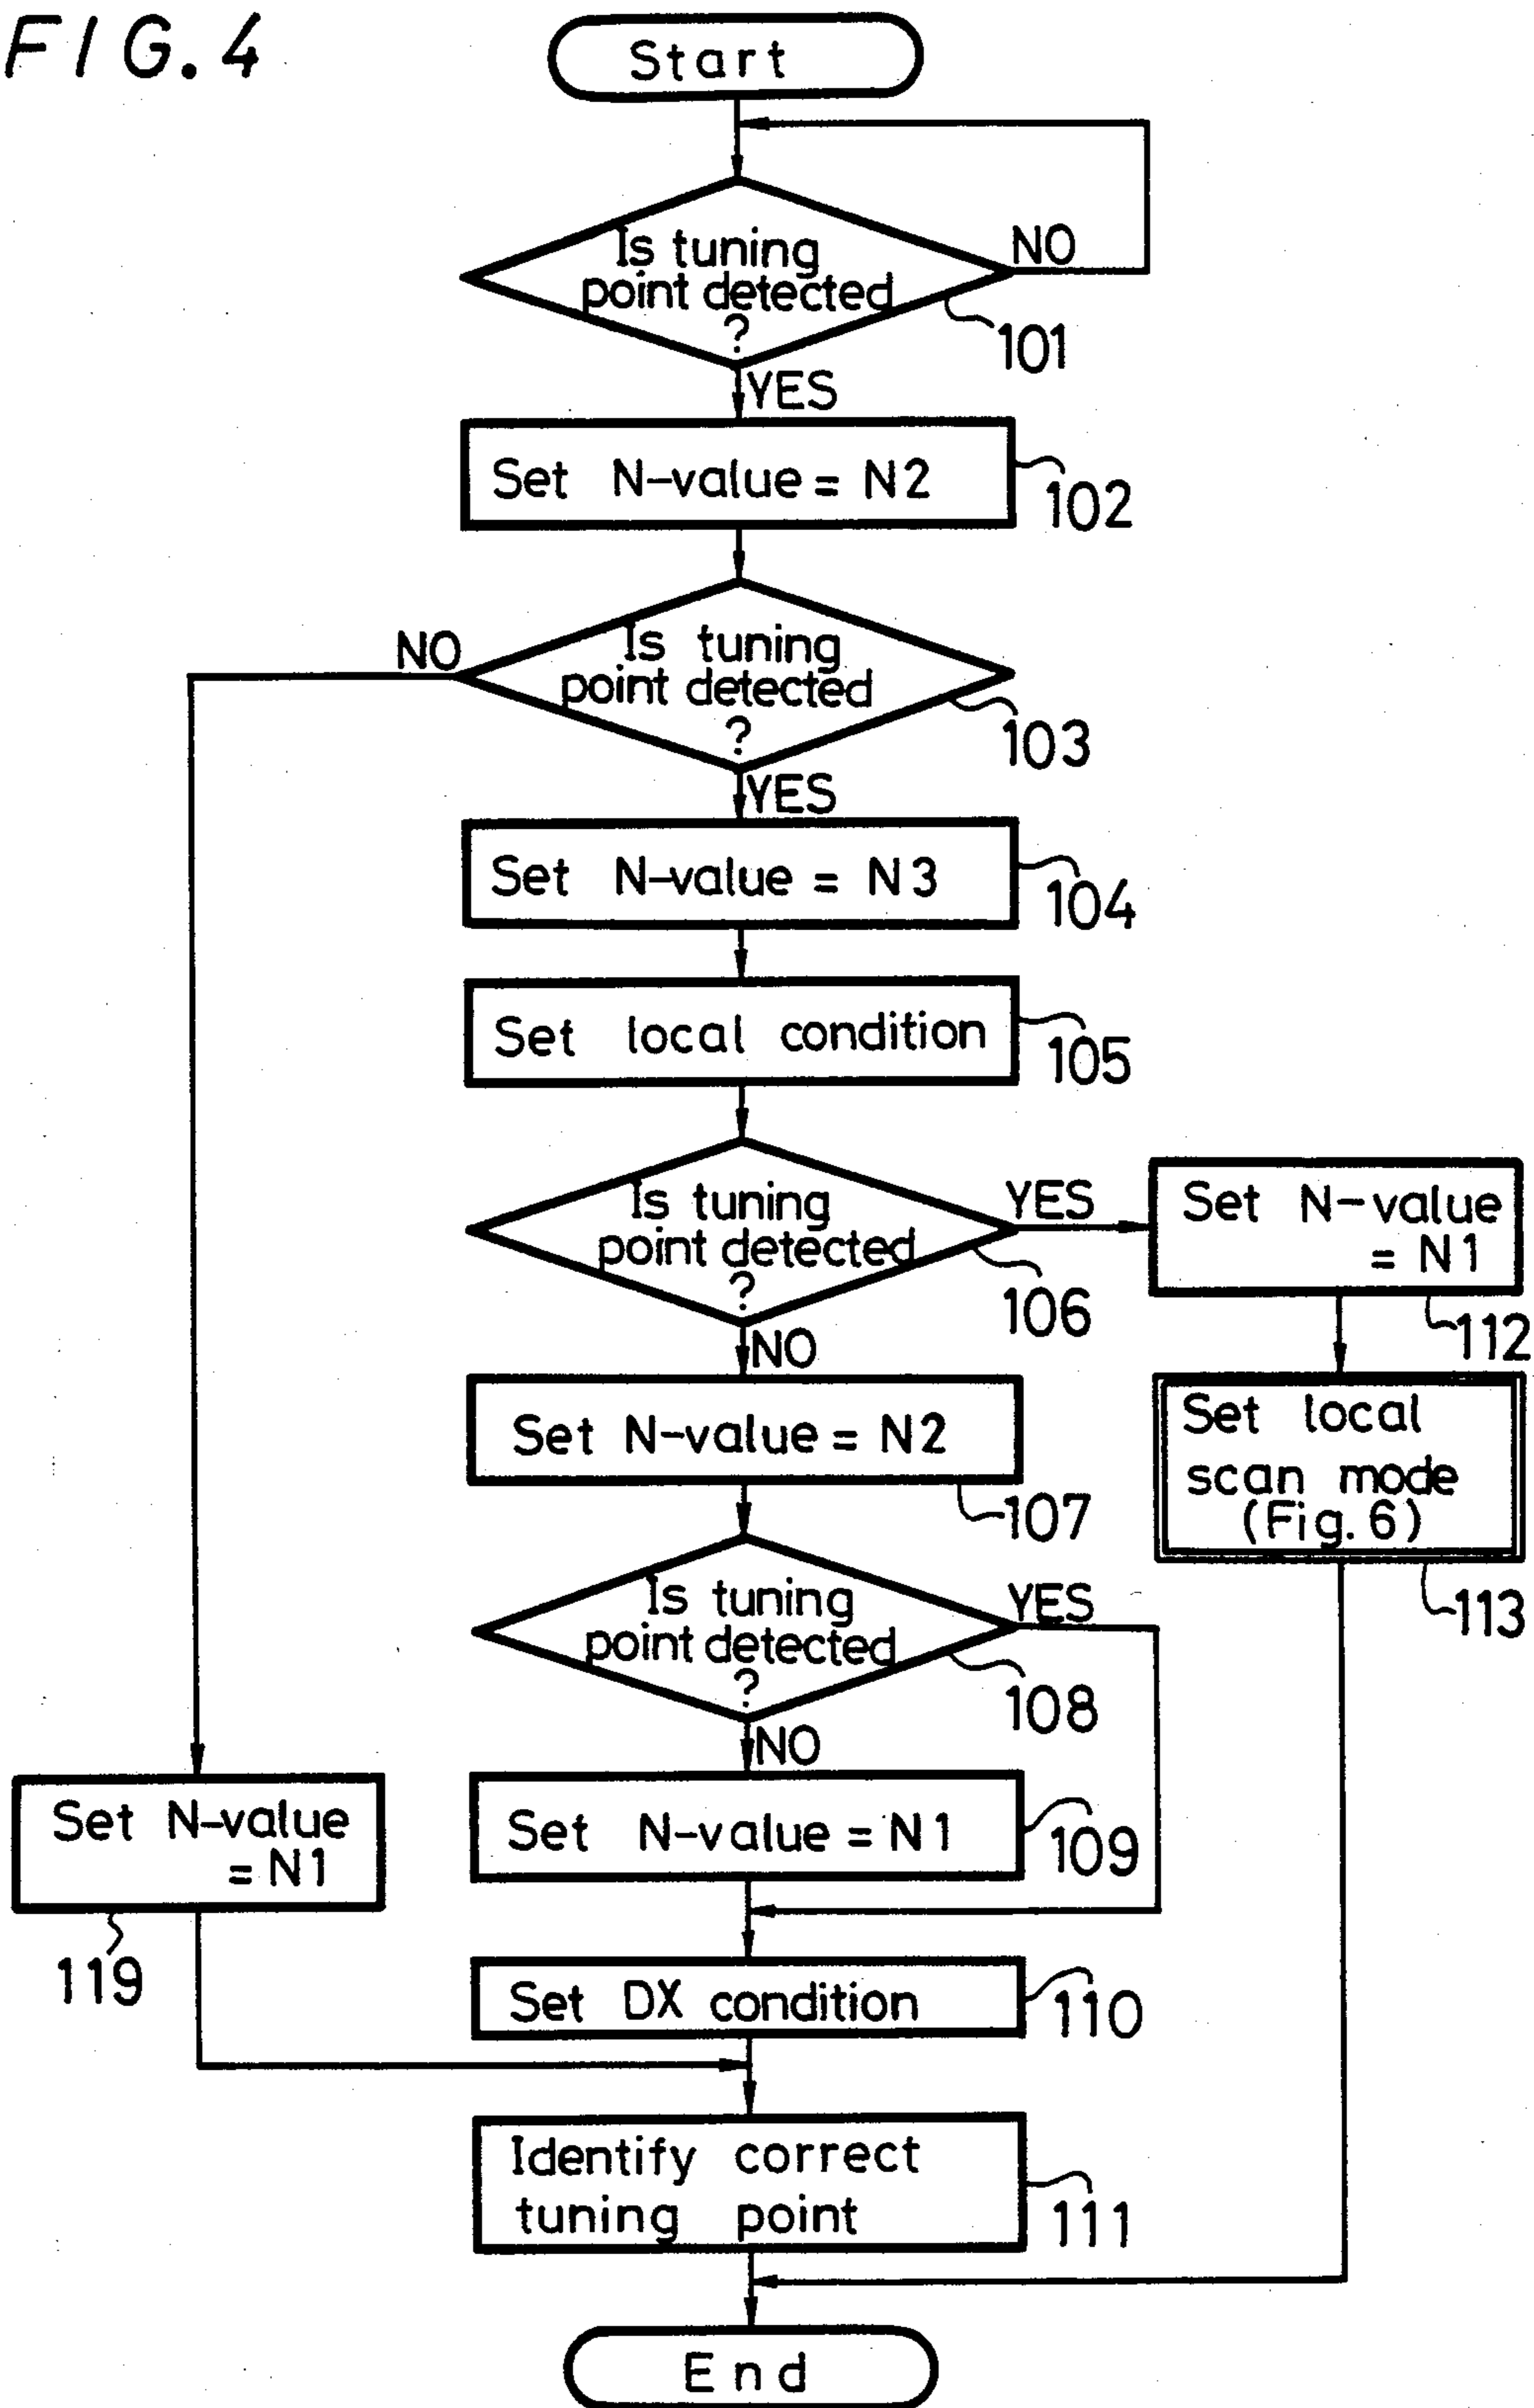 FIG. 4
Start
Is tuning
point detected
?
NO
101
YES
Set N-value = N2
102
NO
Is tuning
point detected
?
103
YES
Set N-value = N3
104
Set local condition
105
Is tuning
point detected
?
YES
106
Set N-value
= N1
112
NO
Set N-value = N2
107
Set local
scan mode
(Fig. 6)
113
Is tuning
point detected
?
YES
108
NO
Set N-value
= N1
119
Set N-value = N1
109
Set DX condition
110
Identify correct
tuning point
111
End